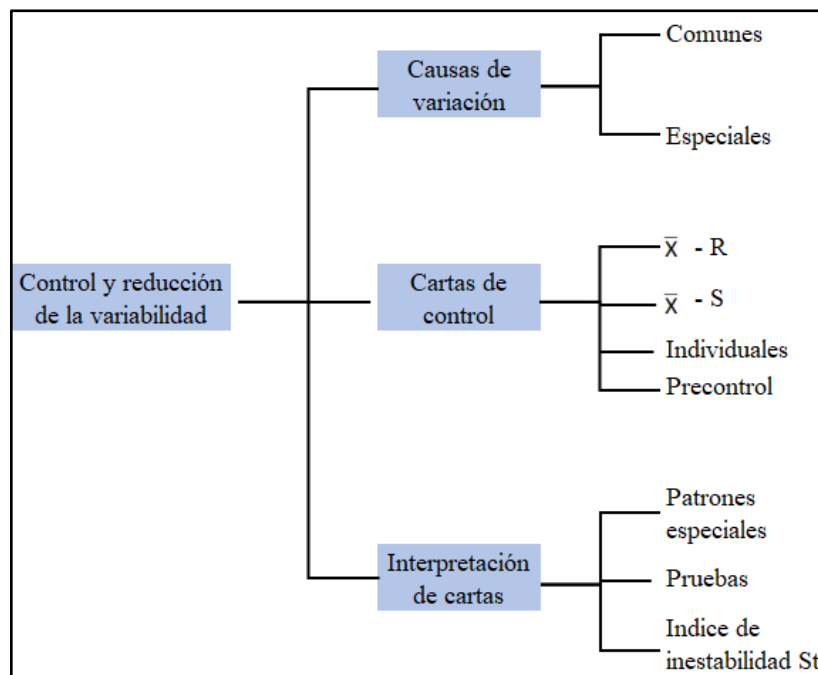 Control y reducción
de la variabilidad
Causas de
variación
Comunes
Especiales
Cartas de
control
X̅ - R
X̅ - S
Individuales
Precontrol
Interpretación
de cartas
Patrones
especiales
Pruebas
Indice de
inestabilidad St